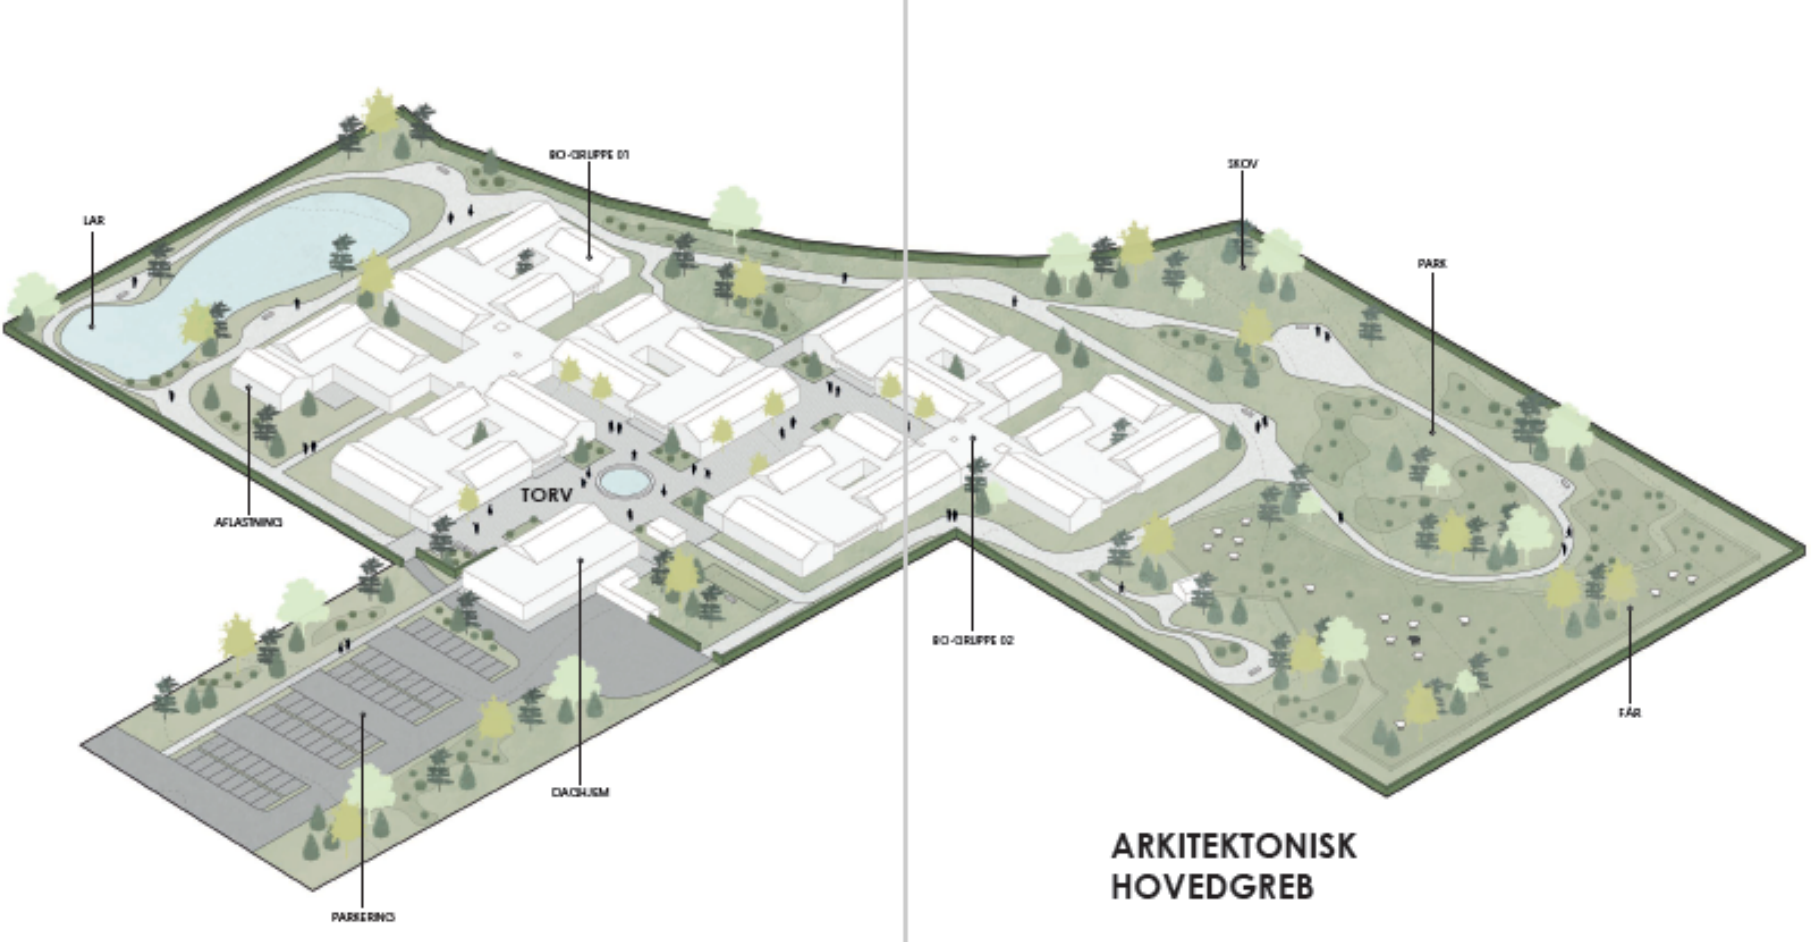 BO-GRUPPE 01
SKOV
LAR
PARK
TORV
AFLASTNING
BO-GRUPPE 02
FÅR
DAGHJEM
ARKITEKTONISK
HOVEDGREB
PARKERING